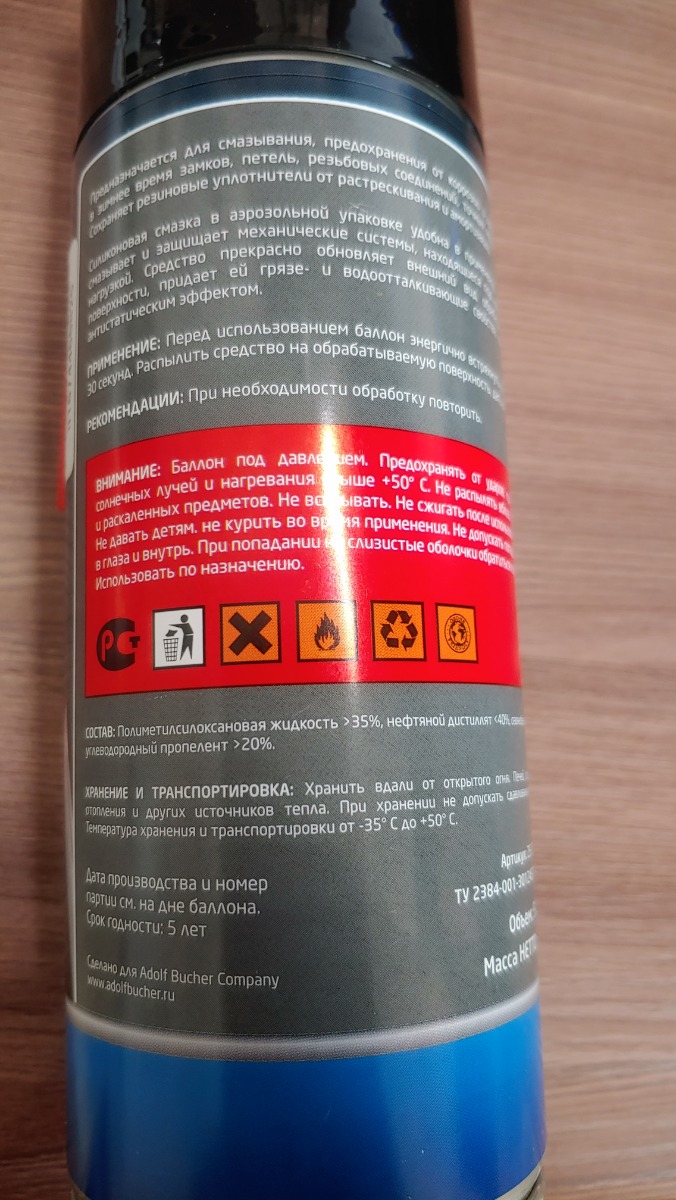 Предназначается для смазывания, предохранения от коррозии
в зимнее время замков, петель, резьбовых соединений,
Сохраняет резиновые уплотнители от растрескивания и
Силиконовая смазка в аэрозольной упаковке удобна в
смазывает и защищает механические системы, находящиеся
нагрузкой. Средство прекрасно обновляет внешний вид
поверхности, придает ей грязе- и водоотталкивающие
антистатическим эффектом.
ПРИМЕНЕНИЕ: Перед использованием баллон энергично встряхнуть
30 секунд. Распылить средство на обрабатываемую поверхность
РЕКОМЕНДАЦИИ: При необходимости обработку повторить.
ВНИМАНИЕ: Баллон под давлением. Предохранять от
солнечных лучей и нагревания свыше +50° С. Не распылять
и раскаленных предметов. Не вскрывать. Не сжигать после
Не давать детям. не курить во время применения. Не допускать
в глаза и внутрь. При попадании на слизистые оболочки
Использовать по назначению.
РСТ
СОСТАВ: Полиметилсилоксановая жидкость >35%, нефтяной дистиллят <40%,
углеводородный пропелент >20%.
ХРАНЕНИЕ И ТРАНСПОРТИРОВКА: Хранить вдали от открытого огня.
отопления и других источников тепла. При хранении не допускать
Температура хранения и транспортировки от -35° С до +50° С.
Артикул:
ТУ 2384-001-
Объем:
Масса НЕТТО
Дата производства и номер
партии см. на дне баллона.
Срок годности: 5 лет
Сделано для Adolf Bucher Company
www.adolfbucher.ru